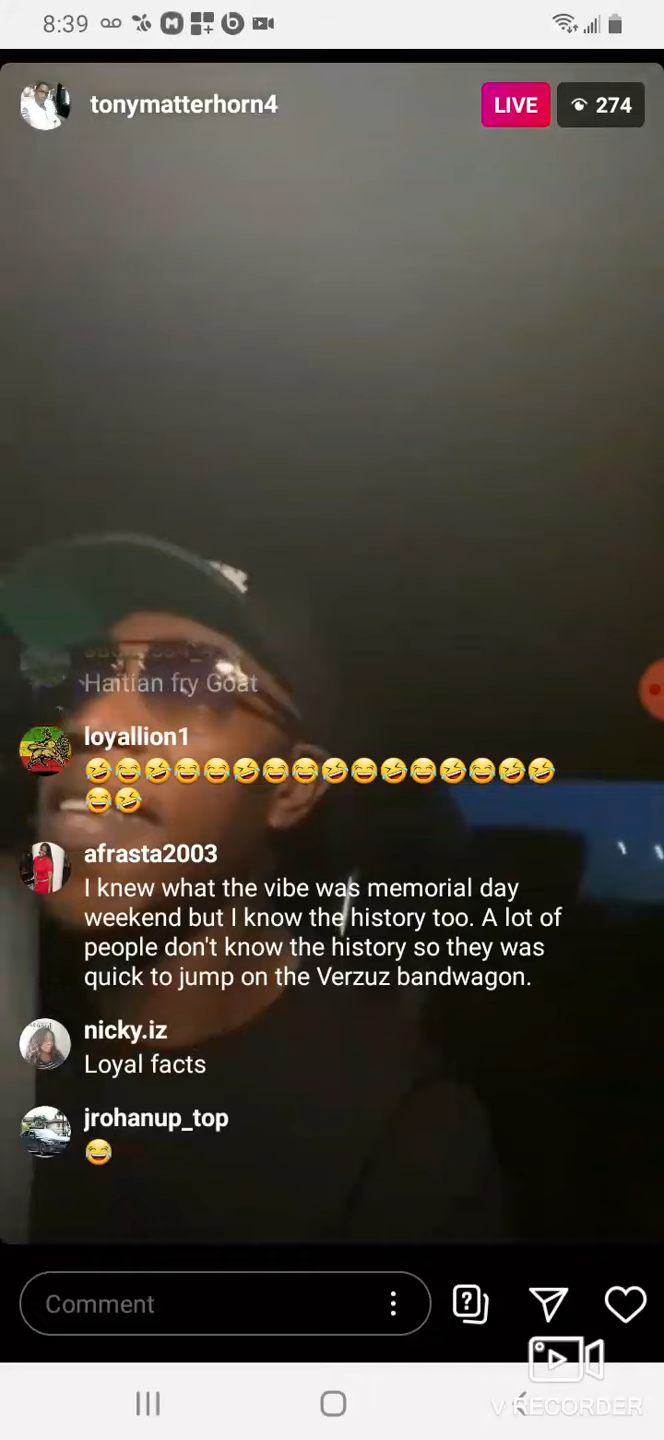 8:39
tonymatterhorn4
LIVE
274
Haitian fry Goat
loyallion1
🤣😂🤣😂😂🤣😂😂🤣😂🤣😂🤣😂🤣🤣
😂🤣
afrasta2003
I knew what the vibe was memorial day
weekend but I know the history too. A lot of
people don't know the history so they was
quick to jump on the Verzuz bandwagon.
nicky.iz
Loyal facts
jrohanup_top
😂
Comment
V RECORDER